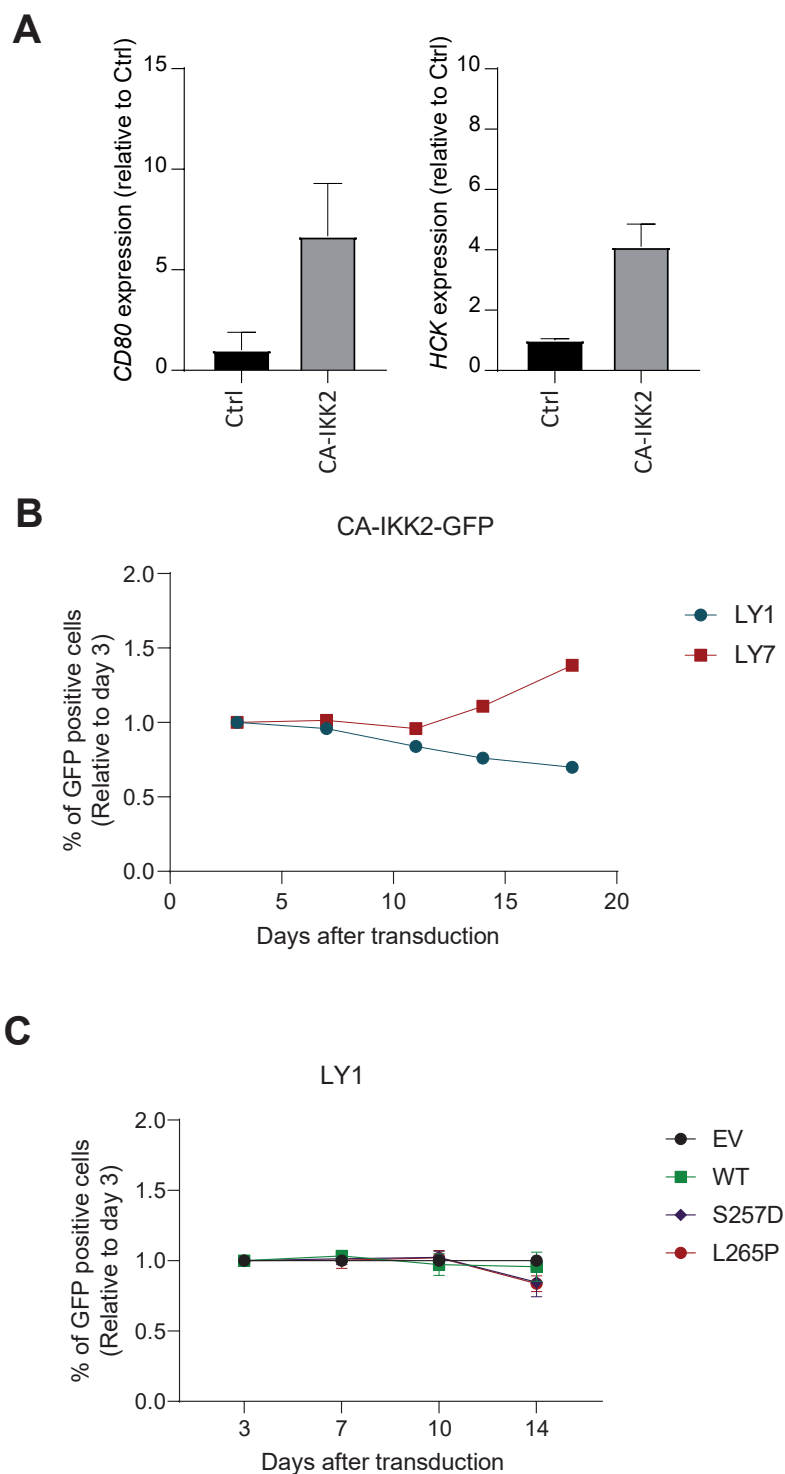 A
CD80 expression (relative to Ctrl)
15
10
5
0
Ctrl
CA-IKK2
HCK expression (relative to Ctrl)
10
8
6
4
2
0
Ctrl
CA-IKK2
B
CA-IKK2-GFP
% of GFP positive cells
(Relative to day 3)
2.0
1.5
1.0
0.5
0.0
0
5
10
15
20
Days after transduction
LY1
LY7
C
LY1
% of GFP positive cells
(Relative to day 3)
2.0
1.5
1.0
0.5
0.0
3
7
10
14
Days after transduction
EV
WT
S257D
L265P